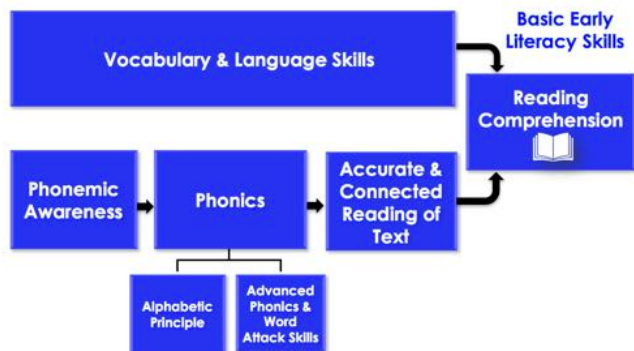 Basic Early
Literacy Skills
Vocabulary & Language Skills
Reading
Comprehension
Phonemic
Awareness
Phonics
Accurate &
Connected
Reading of
Text
Alphabetic
Principle
Advanced
Phonics &
Word
Attack Skills